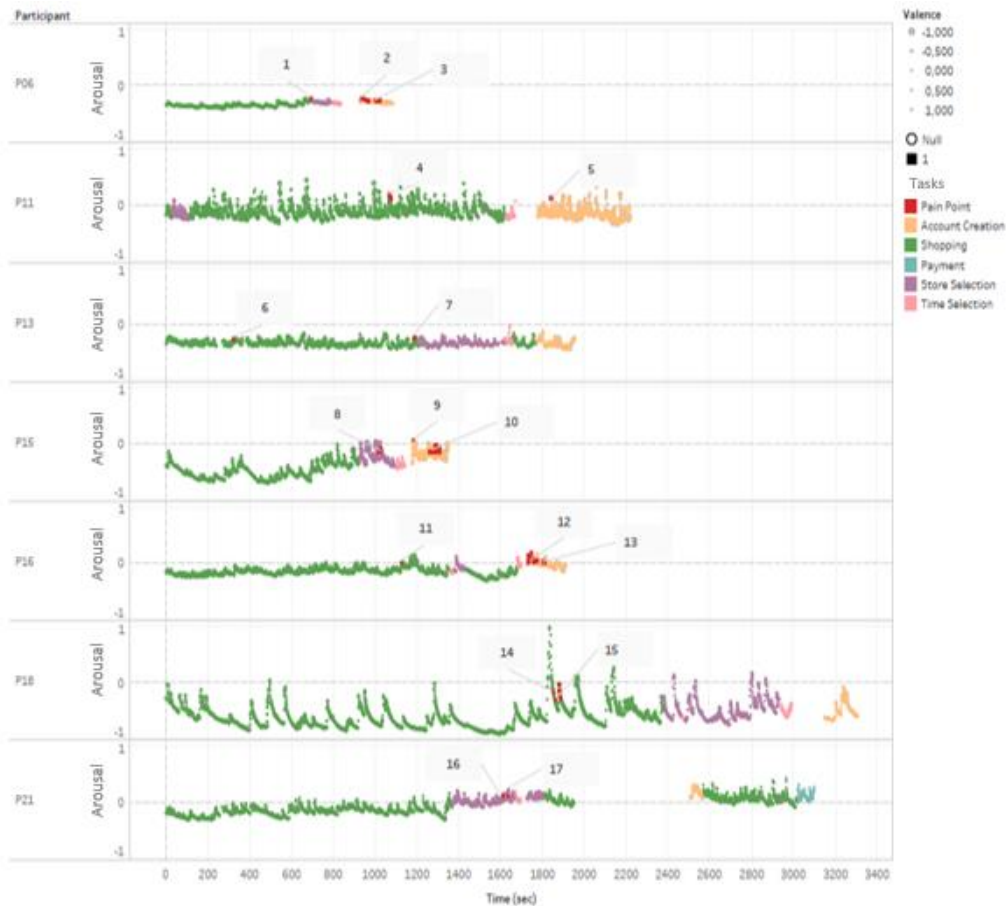 Participant
Valence
-1,000
-0,500
0,000
0,500
1,000
Null
1
Tasks
Pain Point
Account Creation
Shopping
Payment
Store Selection
Time Selection
P06
Arousal
1
0
-1
1
2
3
P11
Arousal
1
0
-1
4
5
P13
Arousal
1
0
-1
6
7
P15
Arousal
1
0
-1
8
9
10
P16
Arousal
1
0
-1
11
12
13
P18
Arousal
1
0
-1
14
15
P21
Arousal
1
0
-1
16
17
0 200 400 600 800 1000 1200 1400 1600 1800 2000 2200 2400 2600 2800 3000 3200 3400
Time (sec)